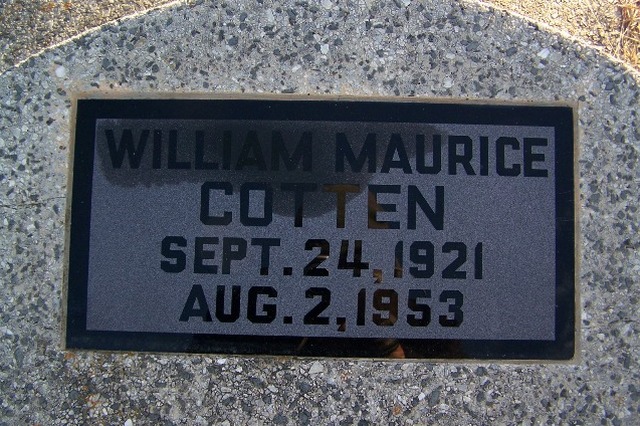 WILLIAM MAURICE
COTTEN
SEPT. 24, 1921
AUG. 2, 1953